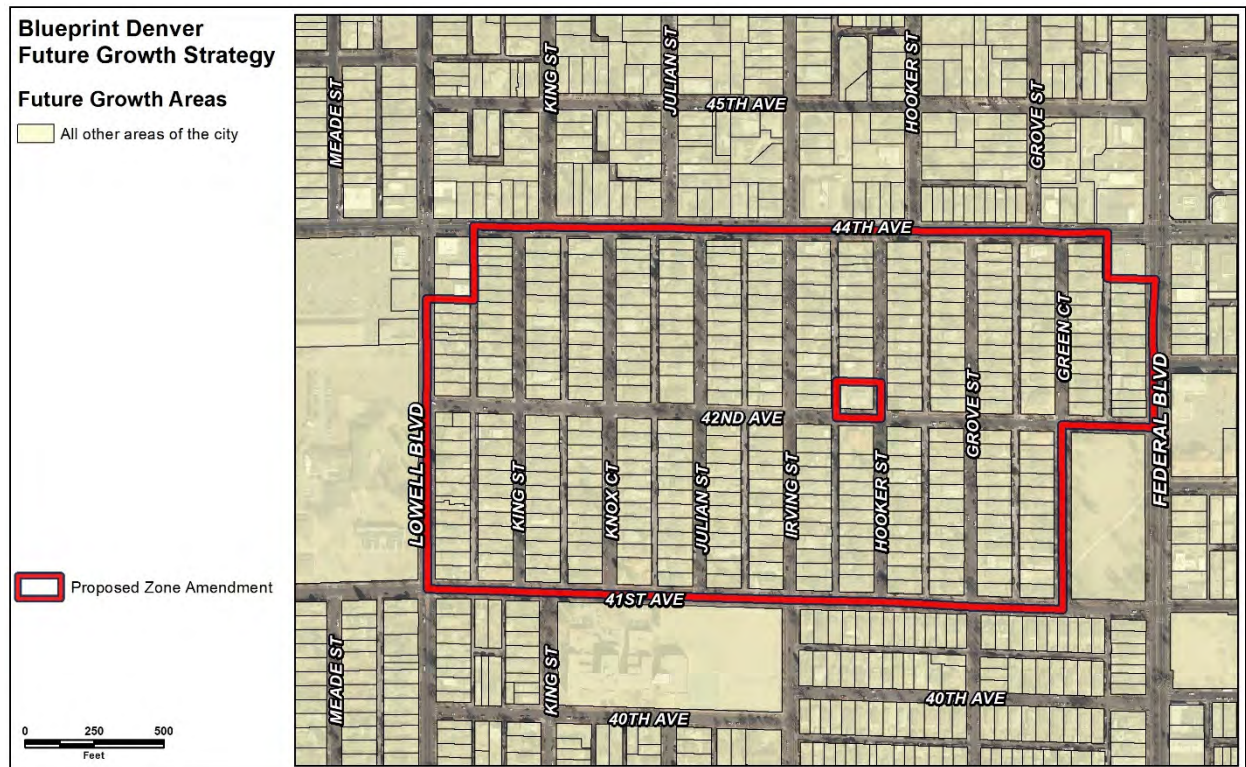 Blueprint Denver
Future Growth Strategy
Future Growth Areas
All other areas of the city
Proposed Zone Amendment
0 250 500
Feet
MEADE ST
KING ST
JULIAN ST
HOOKER ST
GROVE ST
45TH AVE
44TH AVE
LOWELL BLVD
GREEN CT
FEDERAL BLVD
42ND AVE
KING ST
KNOX CT
JULIAN ST
IRVING ST
HOOKER ST
GROVE ST
41ST AVE
MEADE ST
KING ST
40TH AVE
40TH AVE